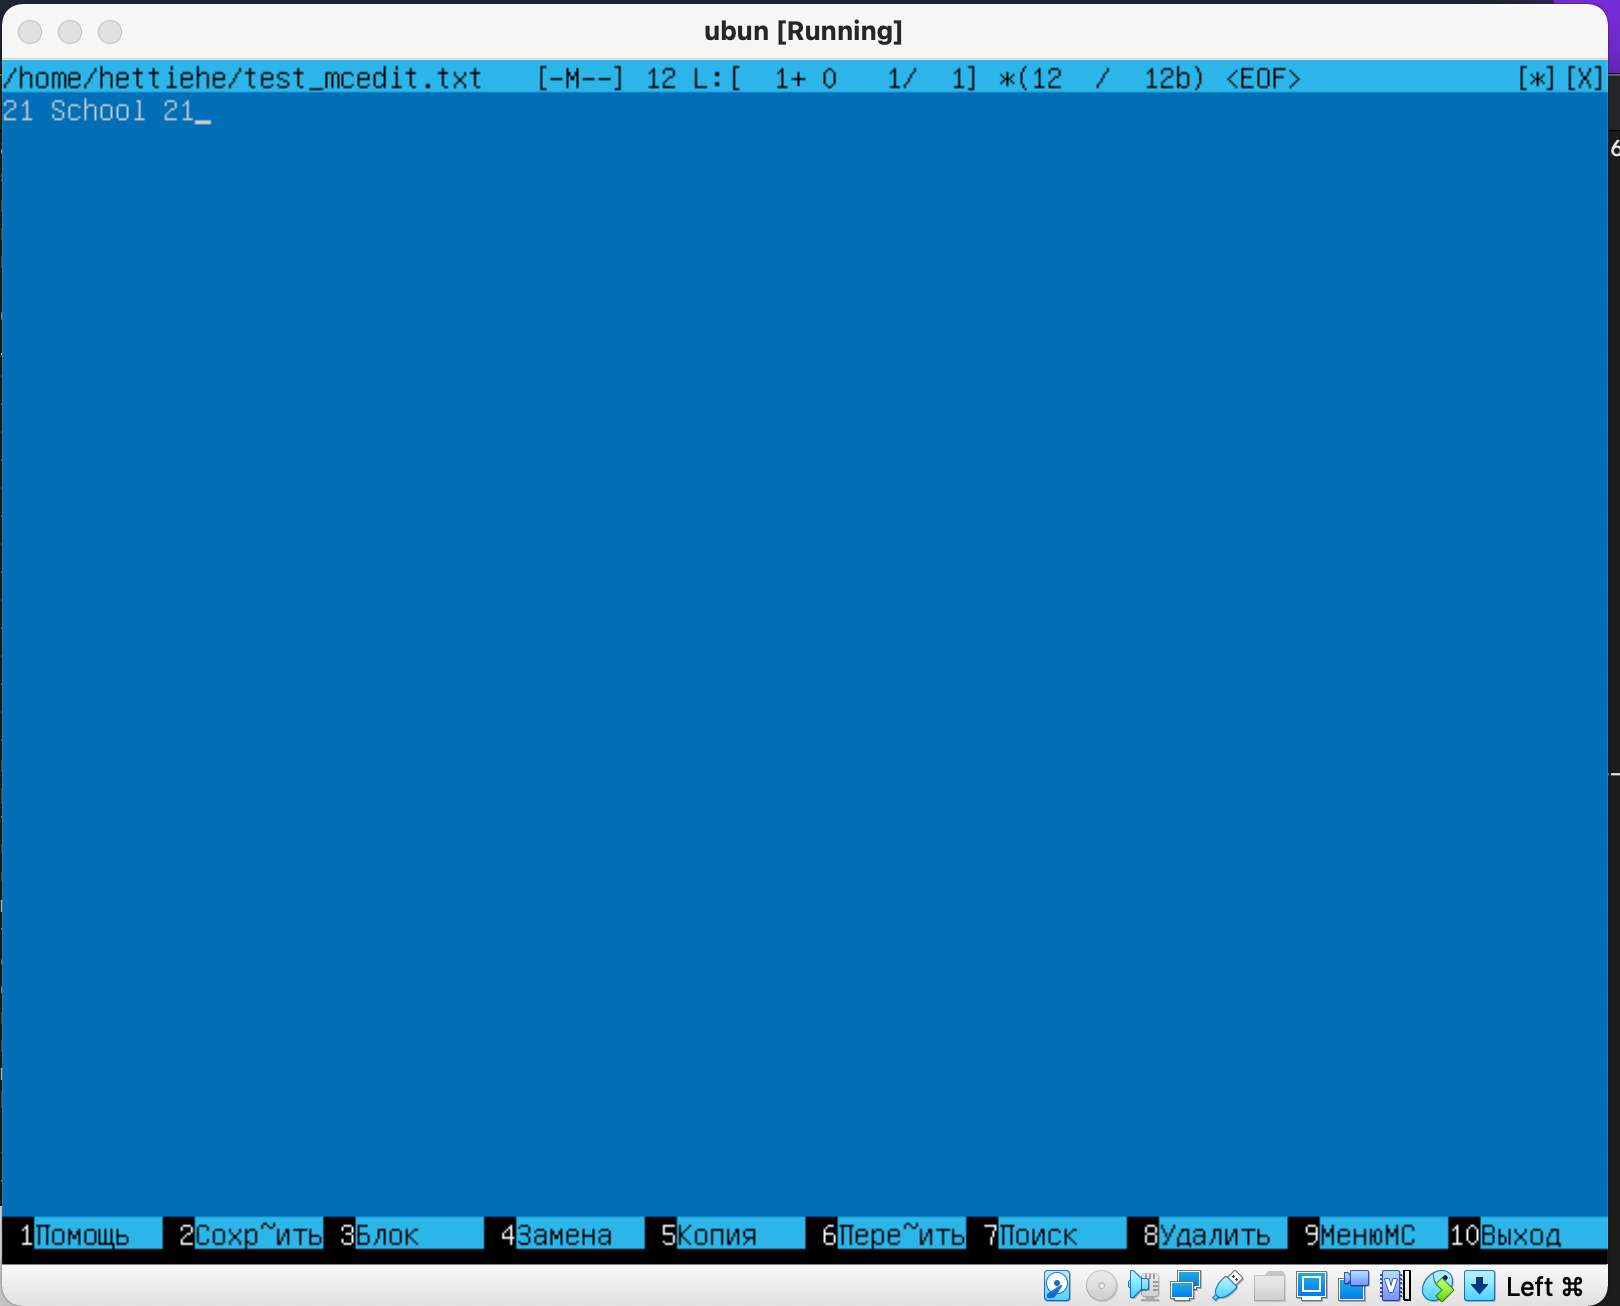 ubun [Running]
/home/hettiehe/test_mcedit.txt [-M--] 12 L:[ 1+ 0 1/ 1] *(12 / 12b) <EOF> [*][X]
21 School 21_
1Помощь 2Сохр~ить 3Блок 4Замена 5Копия 6Пере~ить 7Поиск 8Удалить 9МенюМС 10Выход
Left ⌘